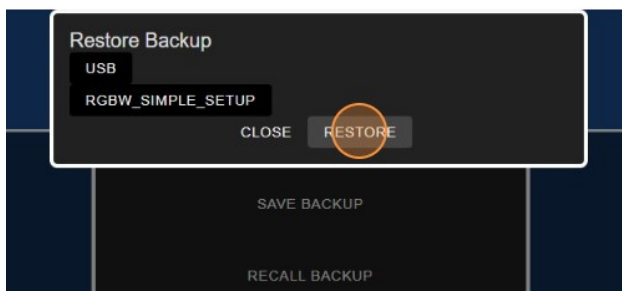 Restore Backup
USB
RGBW_SIMPLE_SETUP
CLOSE RESTORE
SAVE BACKUP
RECALL BACKUP